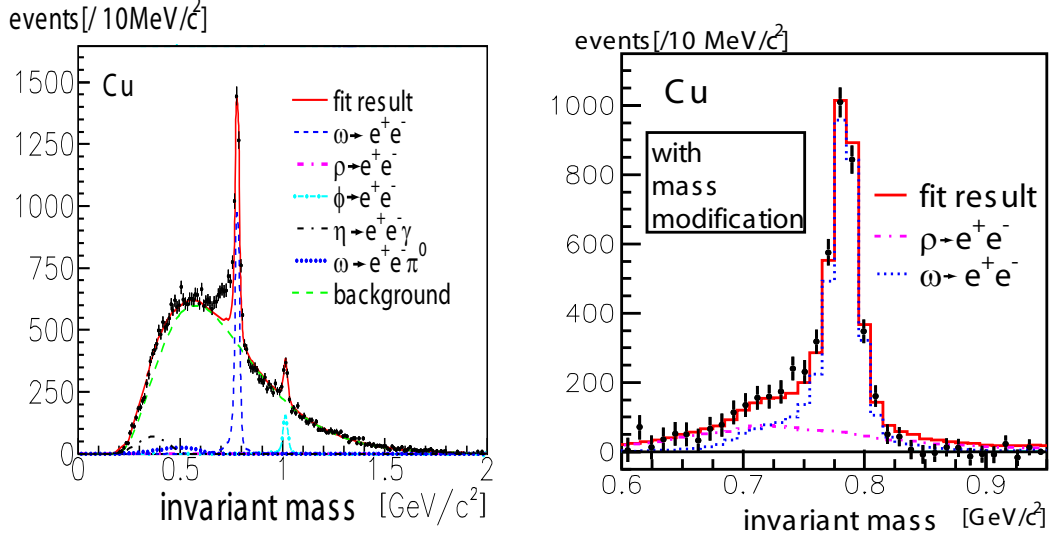 events[/ 10MeV/c²]
1500
1250
1000
750
500
250
0
Cu
fit result
ω→e⁺e⁻
ρ→e⁺e⁻
ϕ→e⁺e⁻
η→e⁺e⁻γ
ω→e⁺e⁻π⁰
background
0 0.5 1 1.5 2
invariant mass [GeV/c²]
events[/10 MeV/c²]
1000
800
600
400
200
0
Cu
with
mass
modification
fit result
ρ→e⁺e⁻
ω→e⁺e⁻
0.6 0.7 0.8 0.9
invariant mass [GeV/c²]